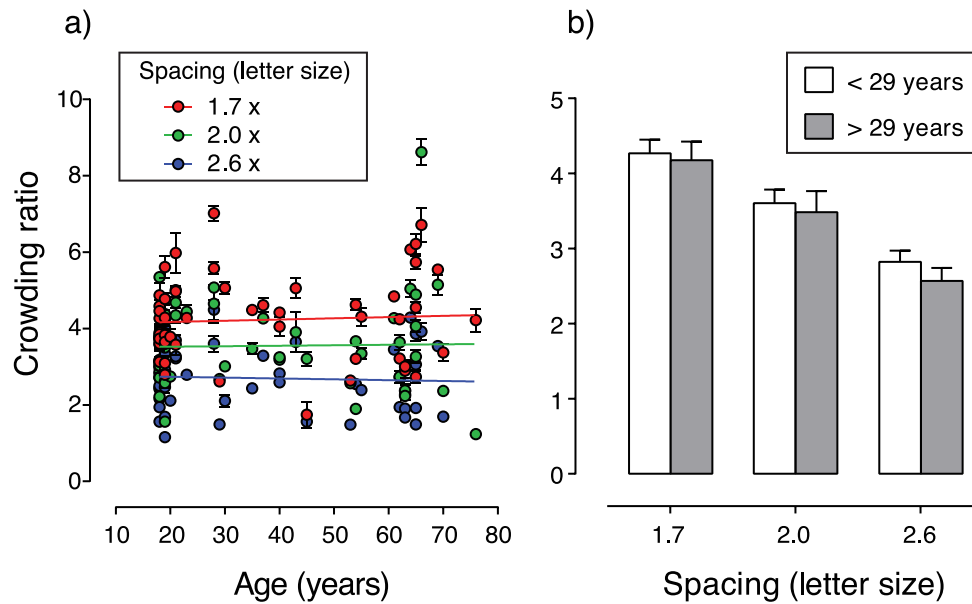 a)
Spacing (letter size)
1.7 x
2.0 x
2.6 x
Crowding ratio
10
8
6
4
2
0
10 20 30 40 50 60 70 80
Age (years)
b)
< 29 years
> 29 years
5
4
3
2
1
0
1.7 2.0 2.6
Spacing (letter size)